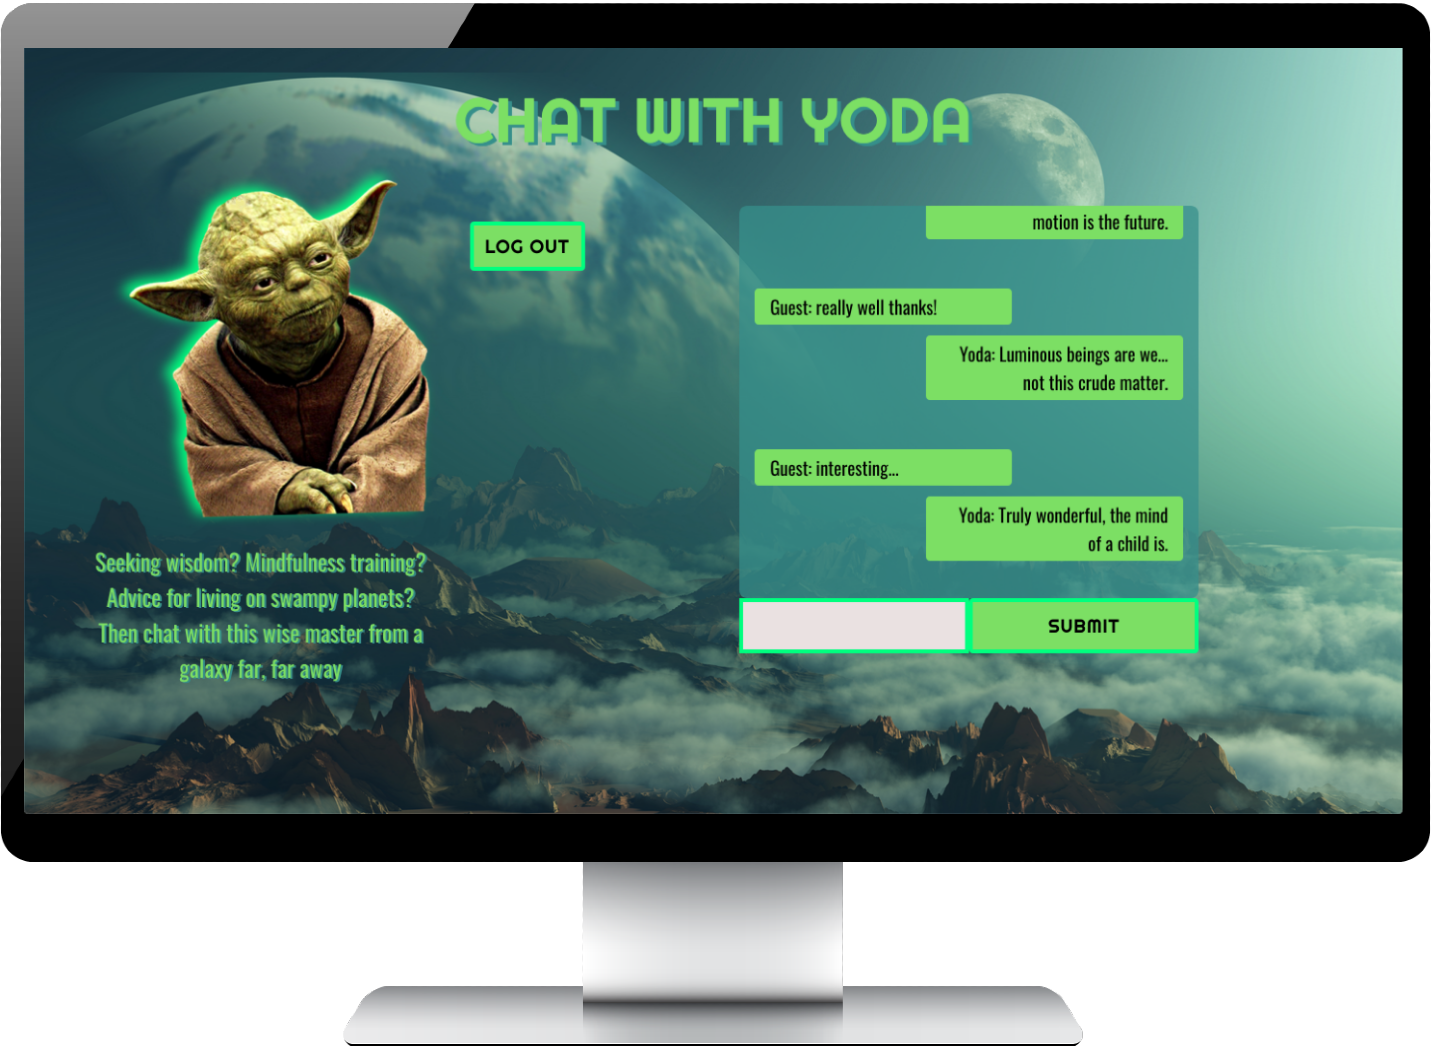 CHAT WITH YODA
LOG OUT
Seeking wisdom? Mindfulness training?
Advice for living on swampy planets?
Then chat with this wise master from a
galaxy far, far away
motion is the future.
Guest: really well thanks!
Yoda: Luminous beings are we...
not this crude matter.
Guest: interesting...
Yoda: Truly wonderful, the mind
of a child is.
SUBMIT